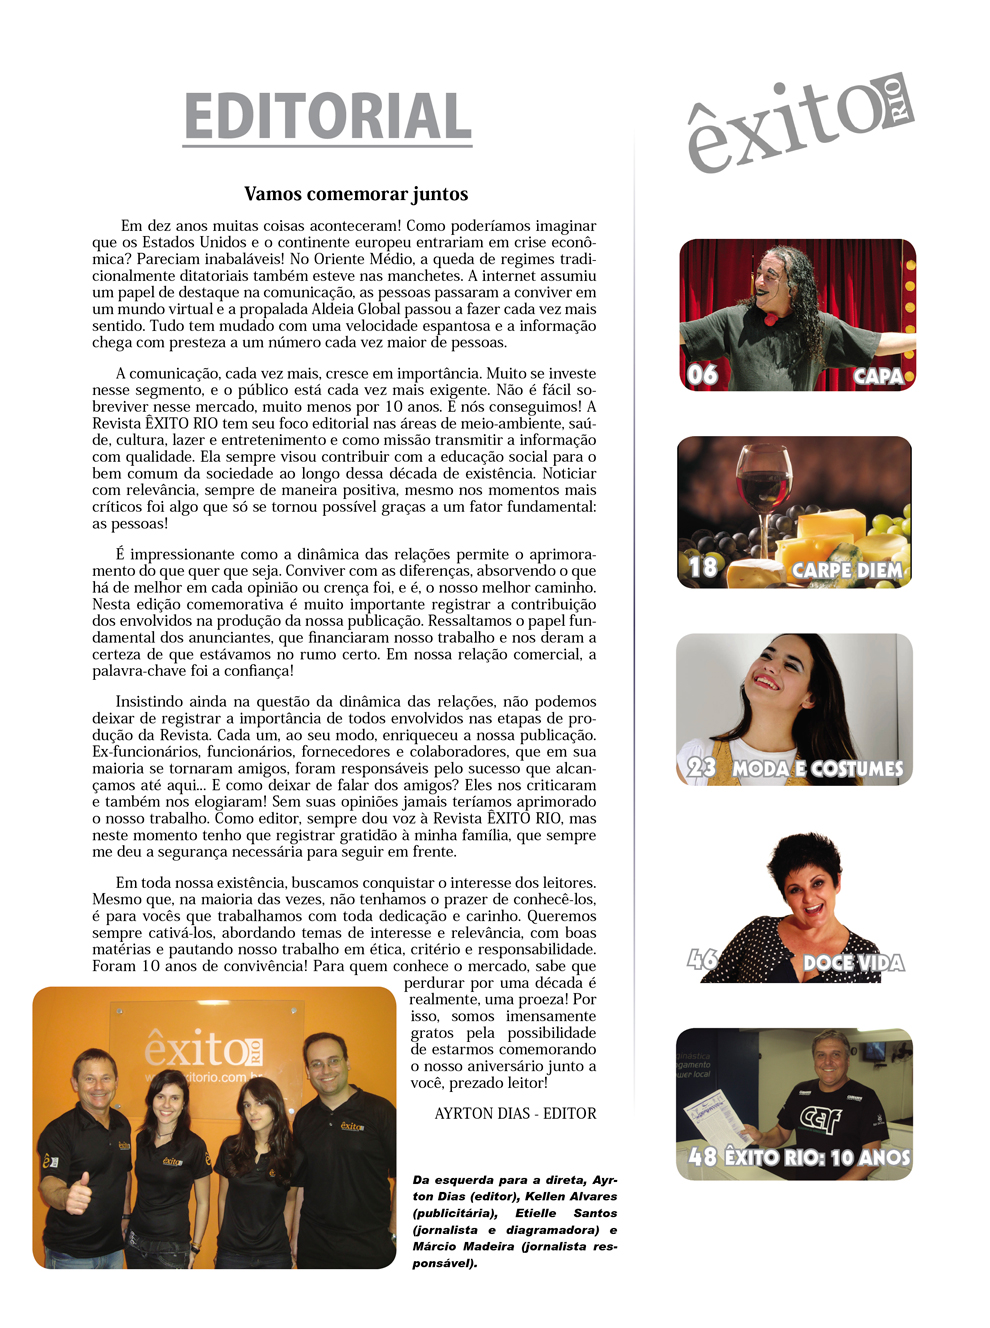 EDITORIAL
Vamos comemorar juntos
Em dez anos muitas coisas aconteceram! Como poderíamos imaginar
que os Estados Unidos e o continente europeu entrariam em crise econô-
mica? Pareciam inabaláveis! No Oriente Médio, a queda de regimes tradi-
cionalmente ditatoriais também esteve nas manchetes. A internet assumiu
um papel de destaque na comunicação, as pessoas passaram a conviver em
um mundo virtual e a propalada Aldeia Global passou a fazer cada vez mais
sentido. Tudo tem mudado com uma velocidade espantosa e a informação
chega com presteza a um número cada vez maior de pessoas.
A comunicação, cada vez mais, cresce em importância. Muito se investe
nesse segmento, e o público está cada vez mais exigente. Não é fácil so-
breviver nesse mercado, muito menos por 10 anos. E nós conseguimos! A
Revista ÊXITO RIO tem seu foco editorial nas áreas de meio-ambiente, saú-
de, cultura, lazer e entretenimento e como missão transmitir a informação
com qualidade. Ela sempre visou contribuir com a educação social para o
bem comum da sociedade ao longo dessa década de existência. Noticiar
com relevância, sempre de maneira positiva, mesmo nos momentos mais
críticos foi algo que só se tornou possível graças a um fator fundamental:
as pessoas!
É impressionante como a dinâmica das relações permite o aprimora-
mento do que quer que seja. Conviver com as diferenças, absorvendo o que
há de melhor em cada opinião ou crença foi, e é, o nosso melhor caminho.
Nesta edição comemorativa é muito importante registrar a contribuição
dos envolvidos na produção da nossa publicação. Ressaltamos o papel fun-
damental dos anunciantes, que financiaram nosso trabalho e nos deram a
certeza de que estávamos no rumo certo. Em nossa relação comercial, a
palavra-chave foi a confiança!
Insistindo ainda na questão da dinâmica das relações, não podemos
deixar de registrar a importância de todos envolvidos nas etapas de pro-
dução da Revista. Cada um, ao seu modo, enriqueceu a nossa publicação.
Ex-funcionários, funcionários, fornecedores e colaboradores, que em sua
maioria se tornaram amigos, foram responsáveis pelo sucesso que alcan-
çamos até aqui... E como deixar de falar dos amigos? Eles nos criticaram
e também nos elogiaram! Sem suas opiniões jamais teríamos aprimorado
o nosso trabalho. Como editor, sempre dou voz à Revista ÊXITO RIO, mas
neste momento tenho que registrar gratidão à minha família, que sempre
me deu a segurança necessária para seguir em frente.
Em toda nossa existência, buscamos conquistar o interesse dos leitores.
Mesmo que, na maioria das vezes, não tenhamos o prazer de conhecê-los,
é para vocês que trabalhamos com toda dedicação e carinho. Queremos
sempre cativá-los, abordando temas de interesse e relevância, com boas
matérias e pautando nosso trabalho em ética, critério e responsabilidade.
Foram 10 anos de convivência! Para quem conhece o mercado, sabe que
perdurar por uma década é
realmente, uma proeza! Por
isso, somos imensamente
gratos pela possibilidade
de estarmos comemorando
o nosso aniversário junto a
você, prezado leitor!
AYRTON DIAS - EDITOR
êxito RIO
êxito
êxito
Da esquerda para a direta, Ayr-
ton Dias (editor), Kellen Alvares
(publicitária), Etielle Santos
(jornalista e diagramadora) e
Márcio Madeira (jornalista res-
ponsável).
êxito RIO
06 CAPA
18 CARPE DIEM
23 MODA E COSTUMES
46 DOCE VIDA
48 ÊXITO RIO: 10 ANOS